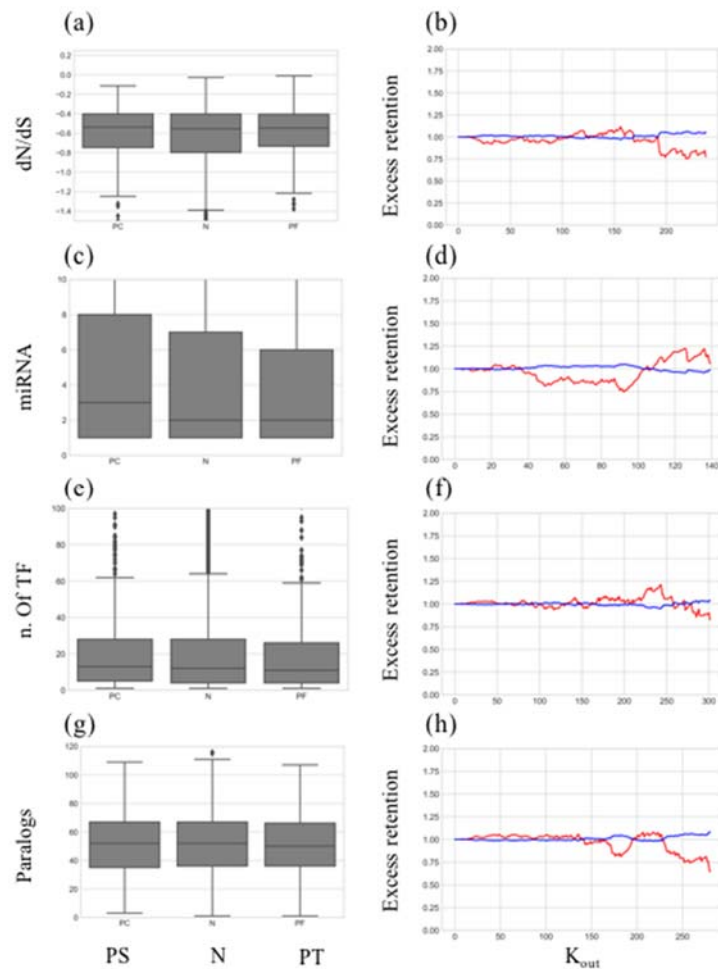 (a)
0.2
0.0
−0.2
−0.4
−0.6
−0.8
−1.0
−1.2
−1.4
dN/dS
PC N PF
(b)
2.00
1.75
1.50
1.25
1.00
0.75
0.50
0.25
0.00
Excess retention
0 50 100 150 200
(c)
10
8
6
4
2
0
miRNA
PC N PF
(d)
2.00
1.75
1.50
1.25
1.00
0.75
0.50
0.25
0.00
Excess retention
0 20 40 60 80 100 120 140
(e)
100
80
60
40
20
0
n. Of TF
PC N PF
(f)
2.00
1.75
1.50
1.25
1.00
0.75
0.50
0.25
0.00
Excess retention
0 50 100 150 200 250 300
(g)
120
100
80
60
40
20
0
Paralogs
PC N PF
PS N PT
(h)
2.00
1.75
1.50
1.25
1.00
0.75
0.50
0.25
0.00
Excess retention
0 50 100 150 200 250
Kout